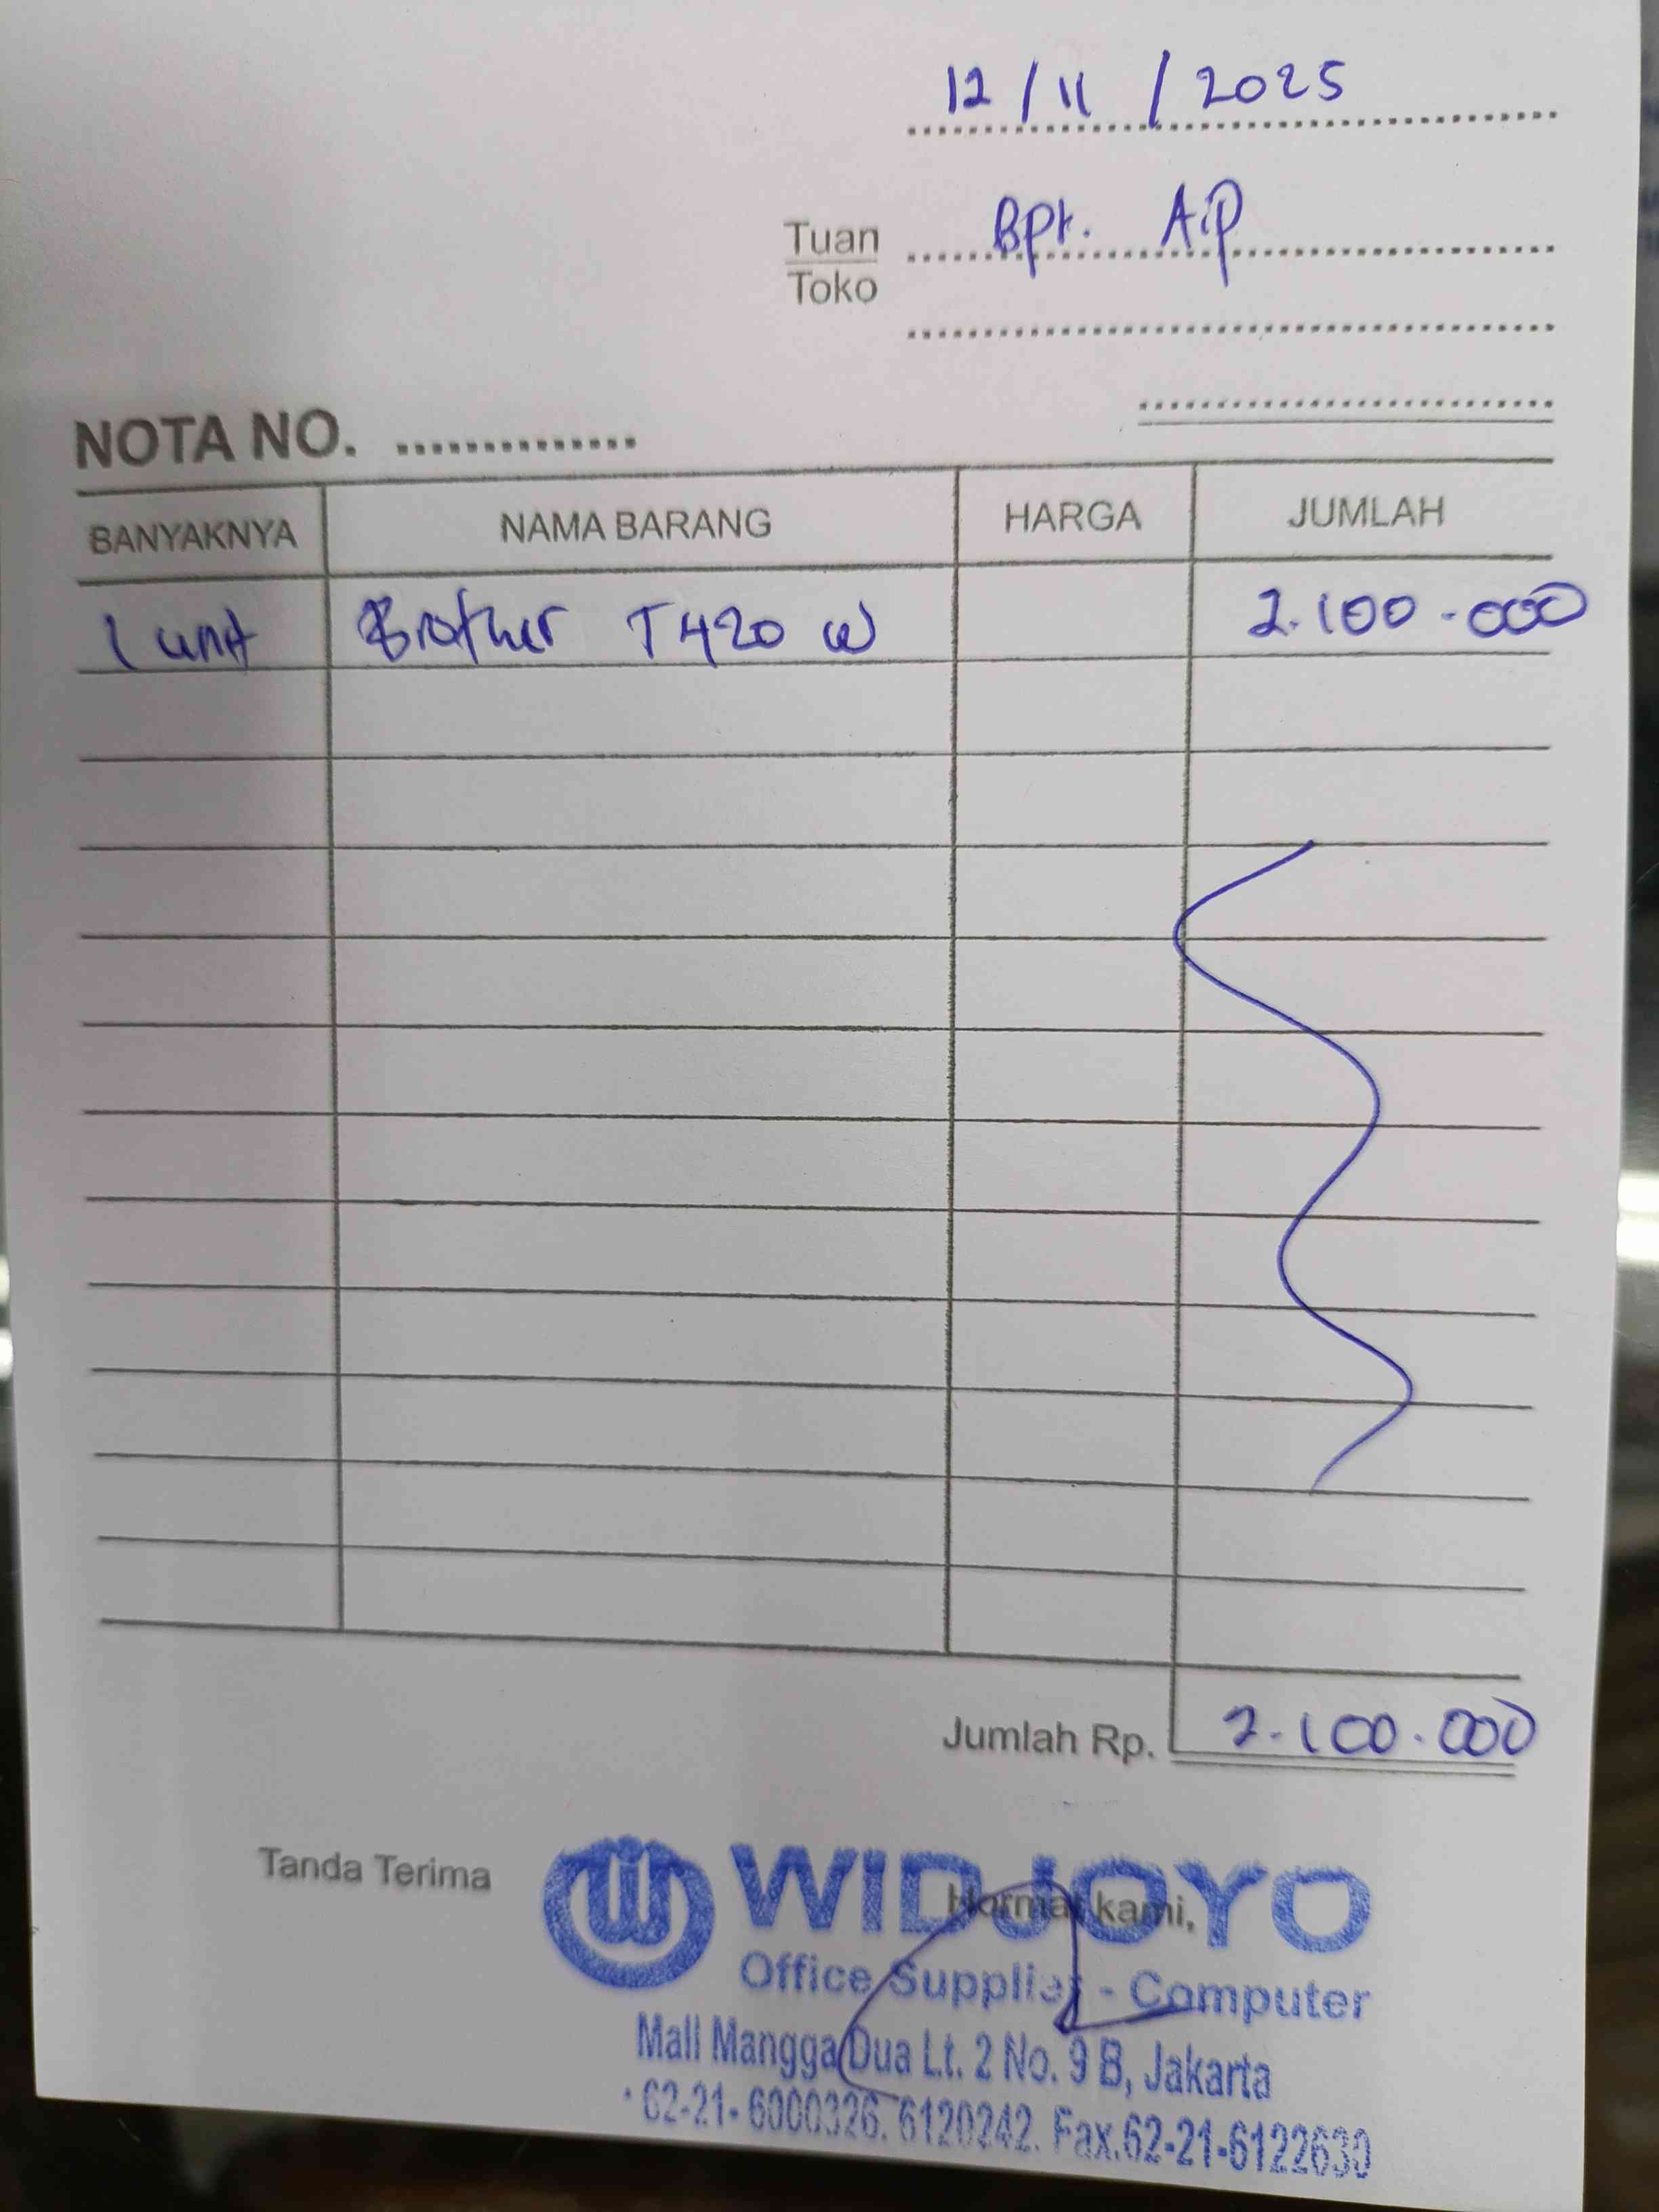 12/11/2025
Tuan Bpk. Aip
Toko
NOTA NO. ..............
BANYAKNYA NAMA BARANG HARGA JUMLAH
1 unit Brother T420 W 2.100.000
Jumlah Rp. 2.100.000
Tanda Terima
Hormat kami,
WIDJOYO
Office Supplies - Computer
Mall Mangga Dua Lt. 2 No. 9 B, Jakarta
62-21-6000326. 6120242. Fax.62-21-6122630